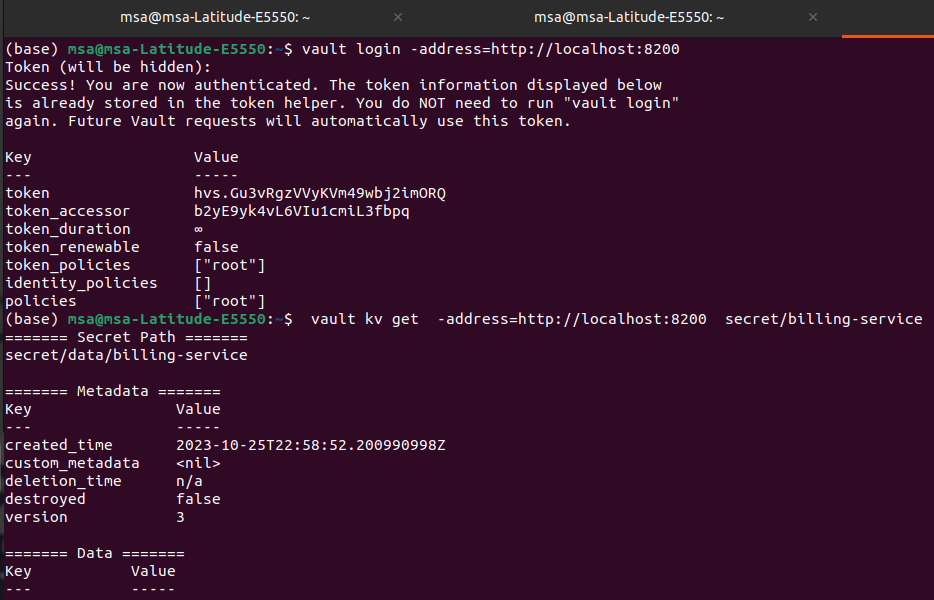 msa@msa-Latitude-E5550: ~ × msa@msa-Latitude-E5550: ~ ×
(base) msa@msa-Latitude-E5550:~$ vault login -address=http://localhost:8200
Token (will be hidden):
Success! You are now authenticated. The token information displayed below
is already stored in the token helper. You do NOT need to run "vault login"
again. Future Vault requests will automatically use this token.
Key Value
--- -----
token hvs.Gu3vRgzVVyKVm49wbj2imORQ
token_accessor b2yE9yk4vL6VIu1cmiL3fbpq
token_duration ∞
token_renewable false
token_policies ["root"]
identity_policies []
policies ["root"]
(base) msa@msa-Latitude-E5550:~$  vault kv get  -address=http://localhost:8200  secret/billing-service
======= Secret Path =======
secret/data/billing-service
======= Metadata =======
Key Value
--- -----
created_time 2023-10-25T22:58:52.200990998Z
custom_metadata <nil>
deletion_time n/a
destroyed false
version 3
======= Data =======
Key Value
--- -----